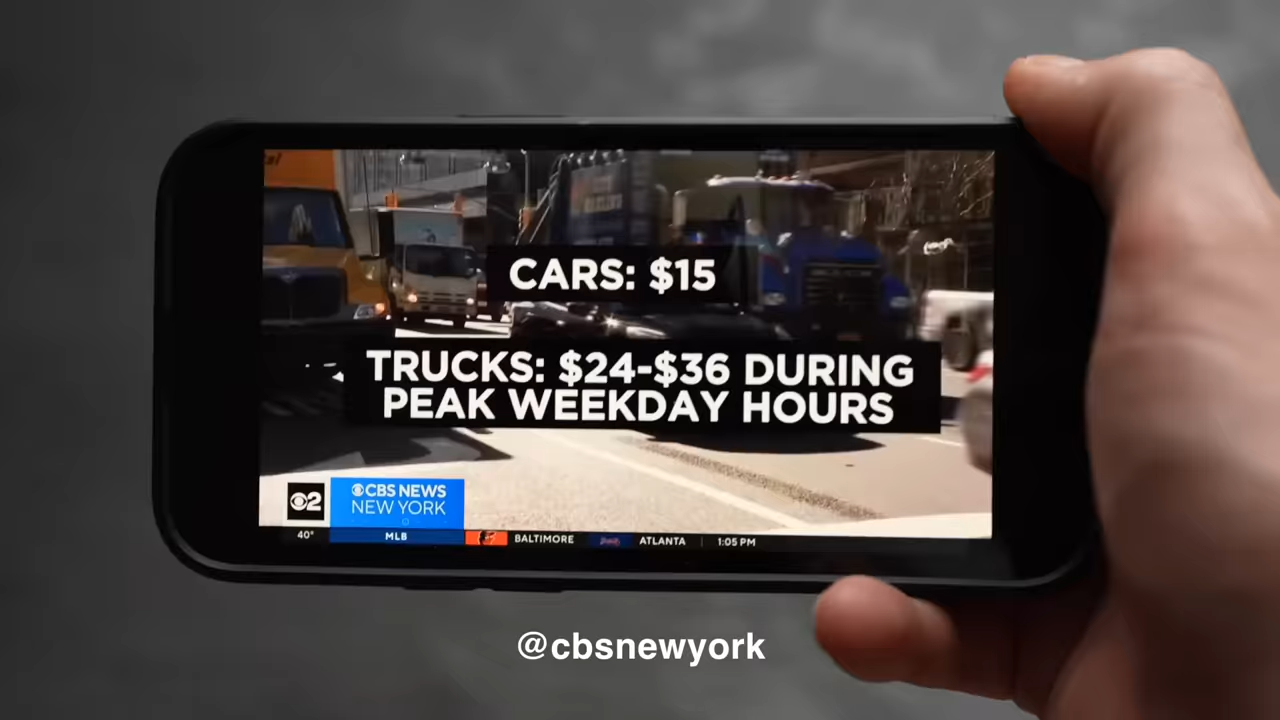 CARS: $15
TRUCKS: $24-$36 DURING
PEAK WEEKDAY HOURS
2
CBS NEWS
NEW YORK
40°
MLB
BALTIMORE
ATLANTA
1:05 PM
@cbsnewyork